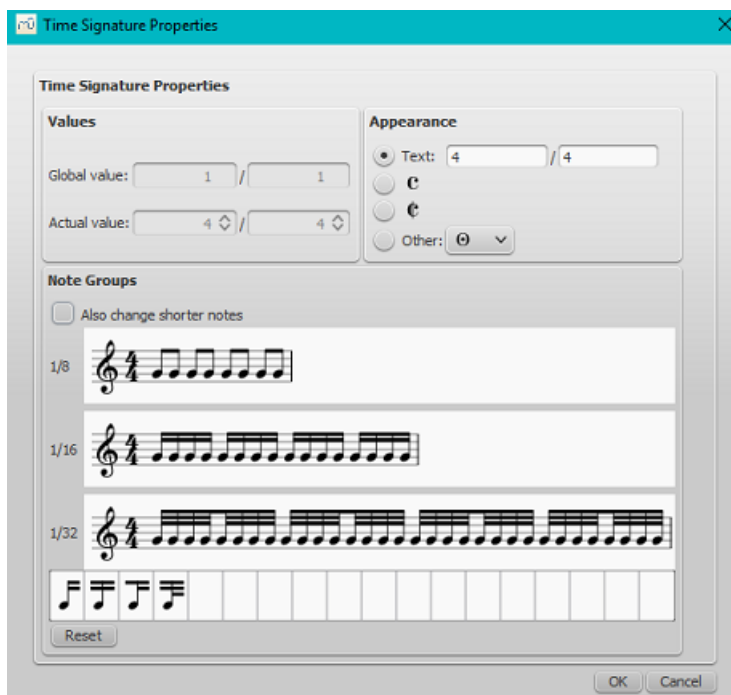 Time Signature Properties
Time Signature Properties
Values
Global value: 1 / 1
Actual value: 4 / 4
Appearance
Text: 4 / 4
Other:
Note Groups
Also change shorter notes
1/8
1/16
1/32
Reset
OK Cancel